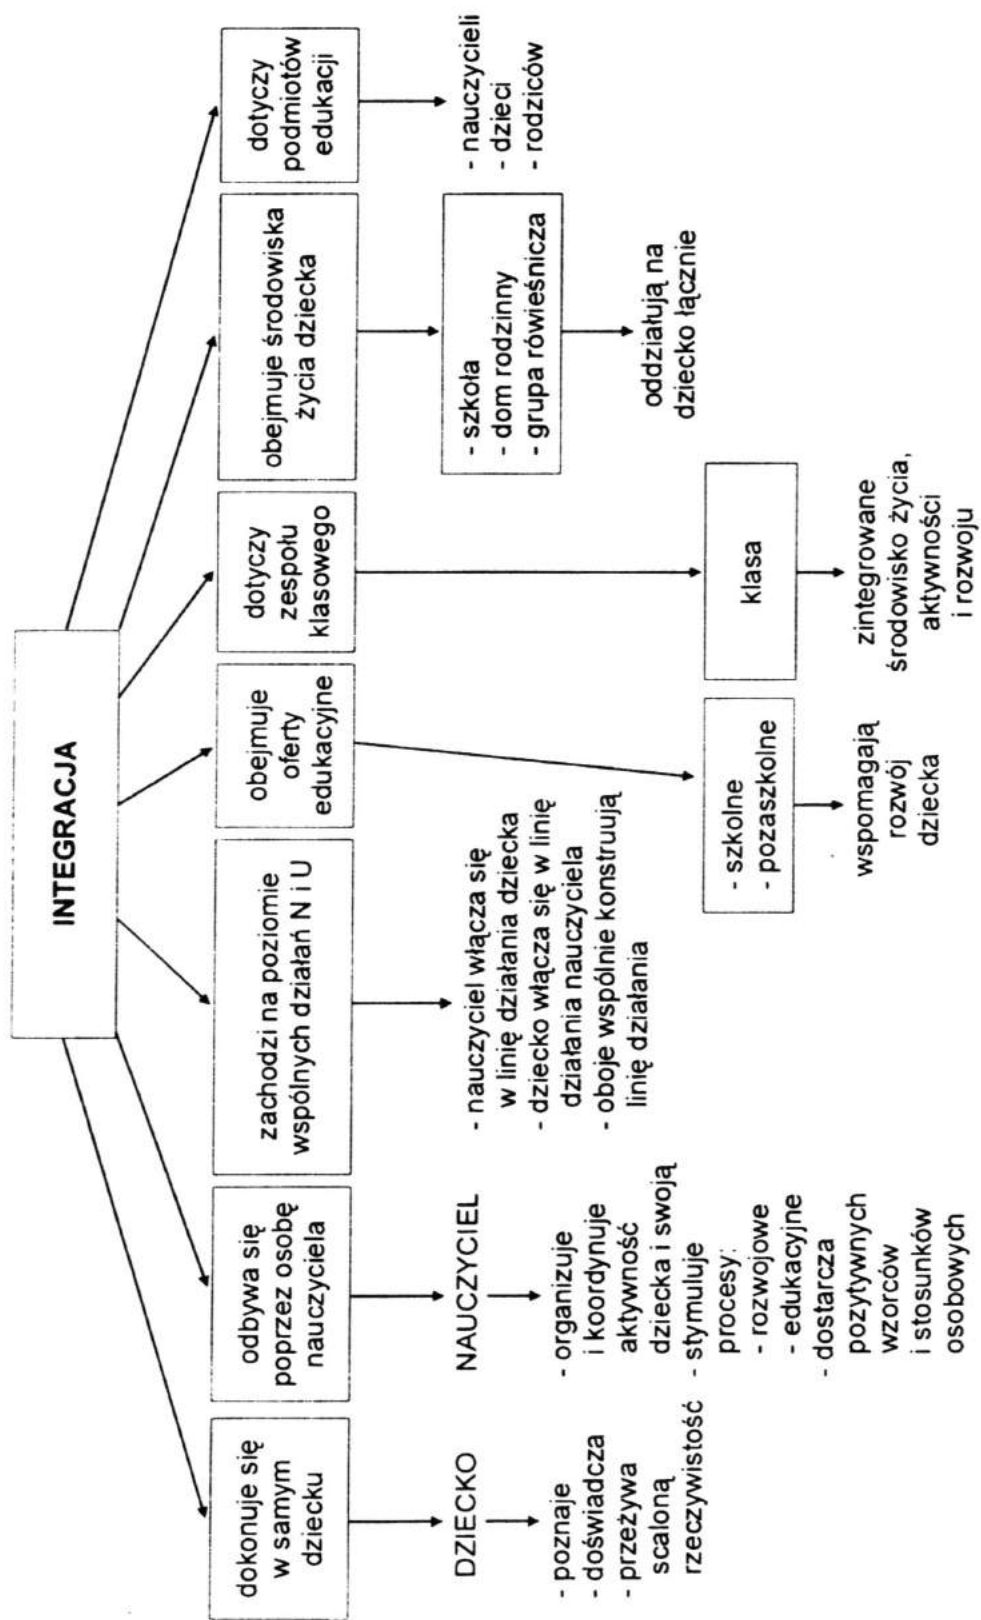 INTEGRACJA
dokonuje się
w samym
dziecku
DZIECKO
- poznaje
- doświadcza
- przeżywa
scaloną
rzeczywistość
odbywa się
poprzez osobę
nauczyciela
NAUCZYCIEL
- organizuje
i koordynuje
aktywność
dziecka i swoją
- stymuluje
procesy:
- rozwojowe
- edukacyjne
- dostarcza
pozytywnych
wzorców
i stosunków
osobowych
zachodzi na poziomie
wspólnych działań N i U
- nauczyciel włącza się
w linię działania dziecka
- dziecko włącza się w linię
działania nauczyciela
- oboje wspólnie konstruują
linię działania
obejmuje
oferty
edukacyjne
- szkolne
- pozaszkolne
wspomagają
rozwój
dziecka
dotyczy
zespołu
klasowego
klasa
zintegrowane
środowisko życia,
aktywności
i rozwoju
obejmuje środowiska
życia dziecka
- szkoła
- dom rodzinny
- grupa rówieśnicza
oddziałują na
dziecko łącznie
dotyczy
podmiotów
edukacji
- nauczycieli
- dzieci
- rodziców